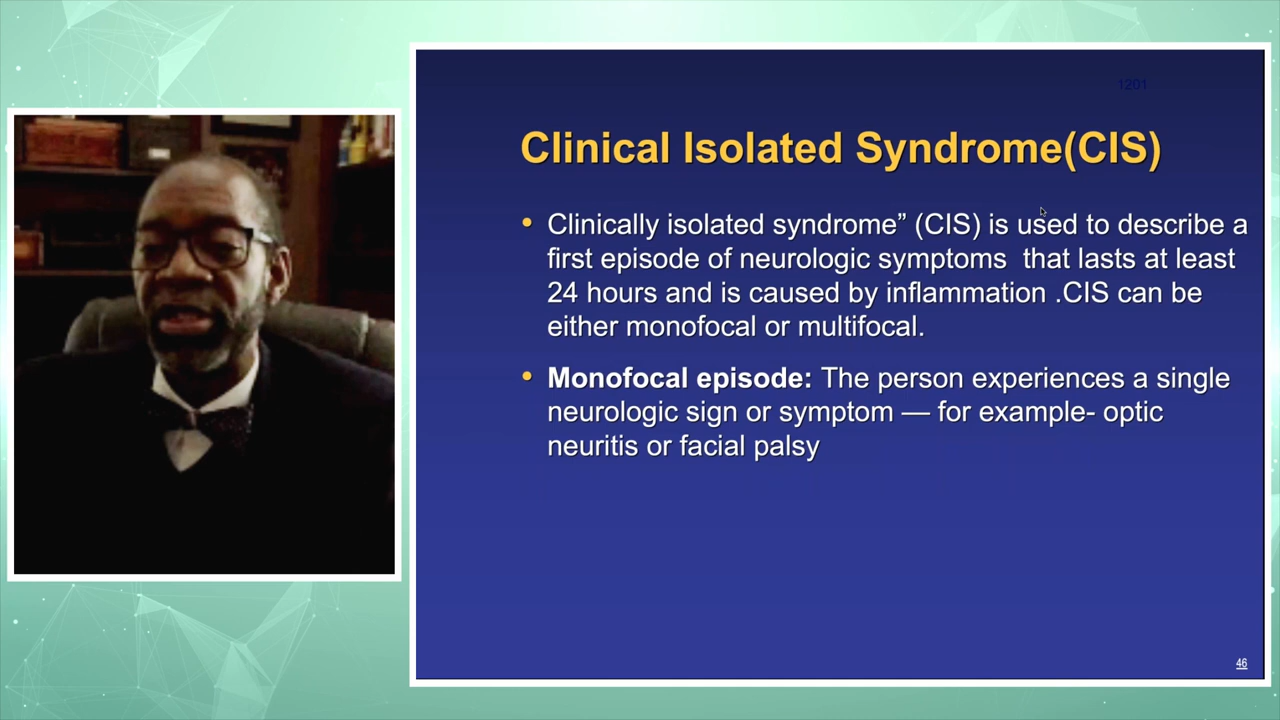 1201
Clinical Isolated Syndrome(CIS)
• Clinically isolated syndrome” (CIS) is used to describe a
first episode of neurologic symptoms  that lasts at least
24 hours and is caused by inflammation .CIS can be
either monofocal or multifocal.
• Monofocal episode: The person experiences a single
neurologic sign or symptom — for example- optic
neuritis or facial palsy
46